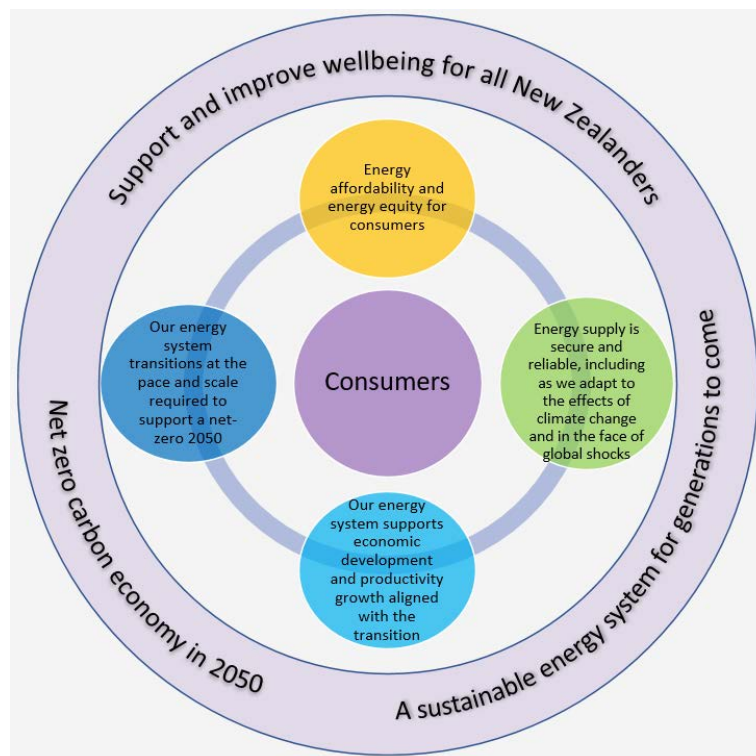 Support and improve wellbeing for all New Zealanders
Energy
affordability and
energy equity for
consumers
Our energy
system
transitions at the
pace and scale
required to
support a net-
zero 2050
Consumers
Energy supply is
secure and
reliable, including
as we adapt to
the effects of
climate change
and in the face of
global shocks
Our energy
system supports
economic
development
and productivity
growth aligned
with the
transition
Net zero carbon economy in 2050
A sustainable energy system for generations to come